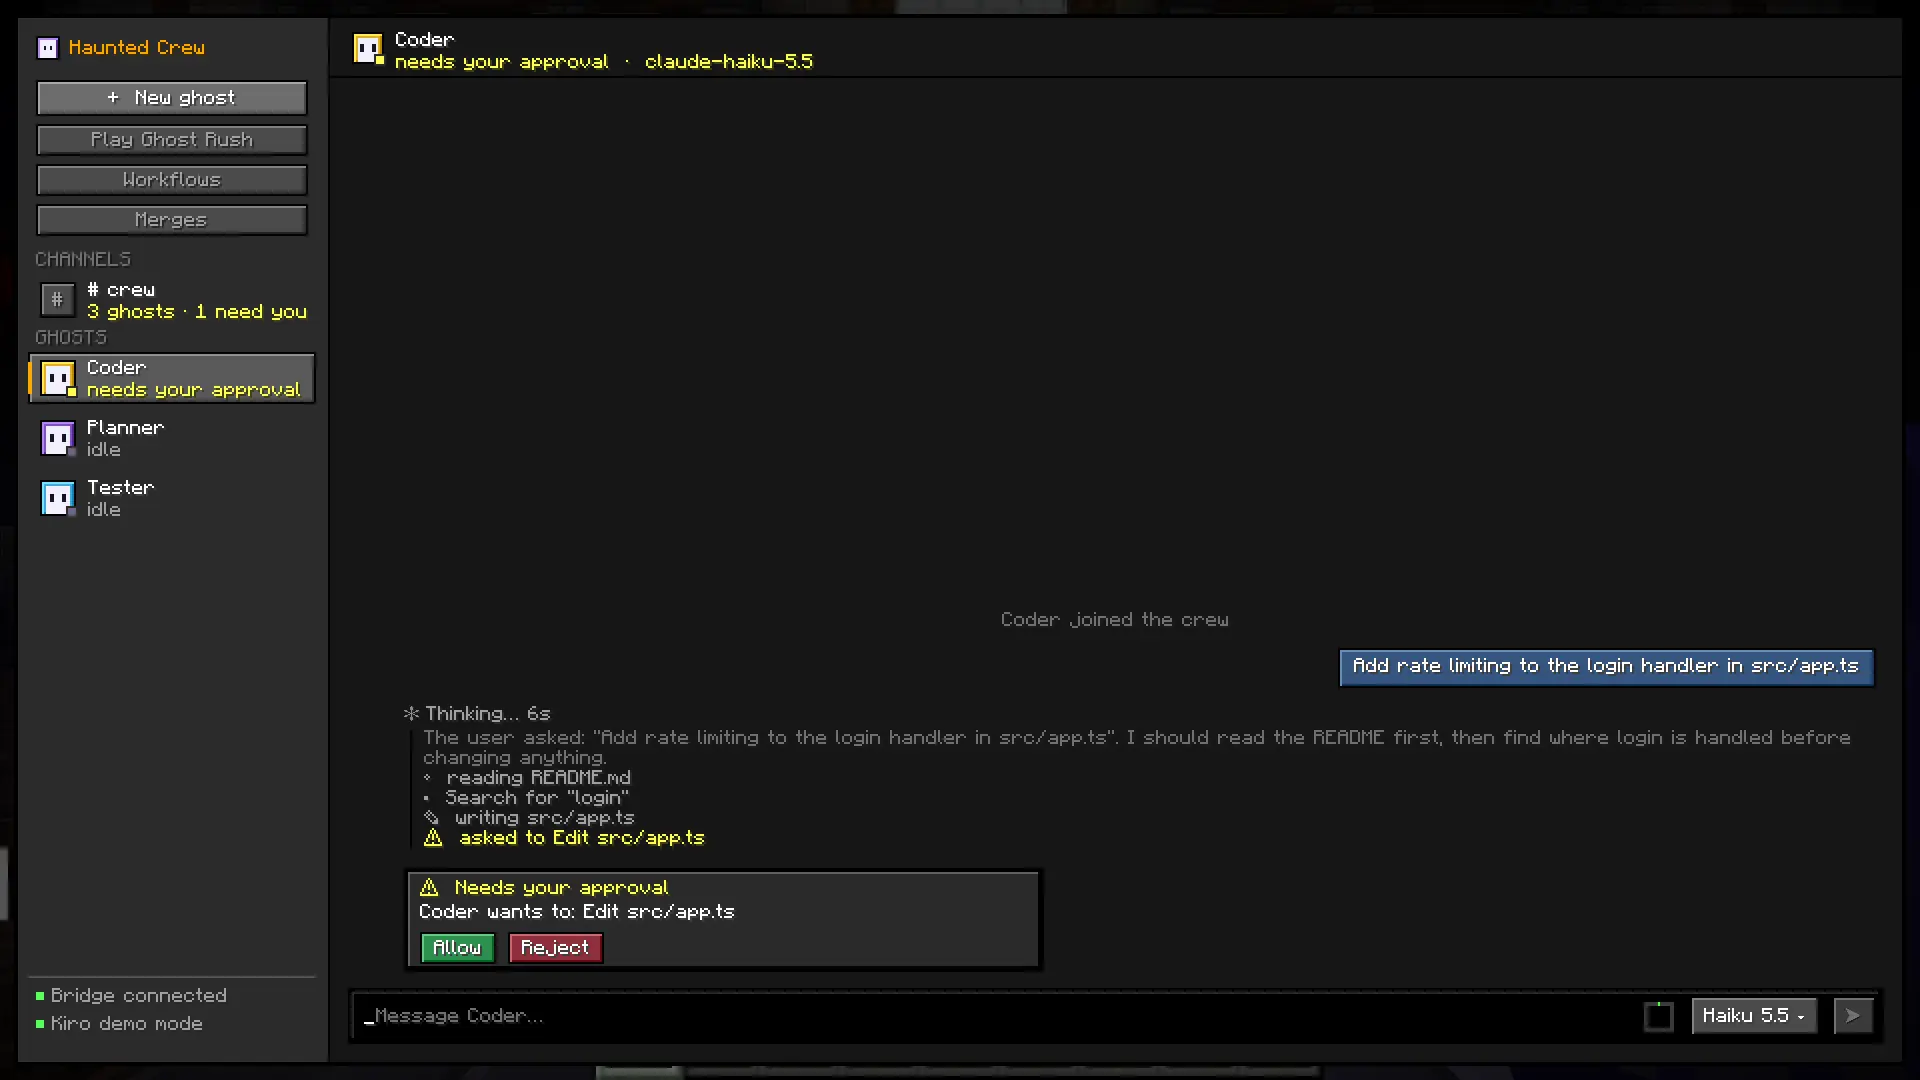 Haunted Crew
+ New ghost
Play Ghost Rush
Workflows
Merges
CHANNELS
#
# crew
3 ghosts · 1 need you
GHOSTS
Coder
needs your approval
Planner
idle
Tester
idle
Bridge connected
Kiro demo mode
Coder
needs your approval · claude-haiku-5.5
Coder joined the crew
Add rate limiting to the login handler in src/app.ts
Thinking... 6s
The user asked: "Add rate limiting to the login handler in src/app.ts". I should read the README first, then find where login is handled before
changing anything.
reading README.md
Search for "login"
writing src/app.ts
⚠ asked to Edit src/app.ts
⚠ Needs your approval
Coder wants to: Edit src/app.ts
Allow
Reject
_Message Coder...
Haiku 5.5